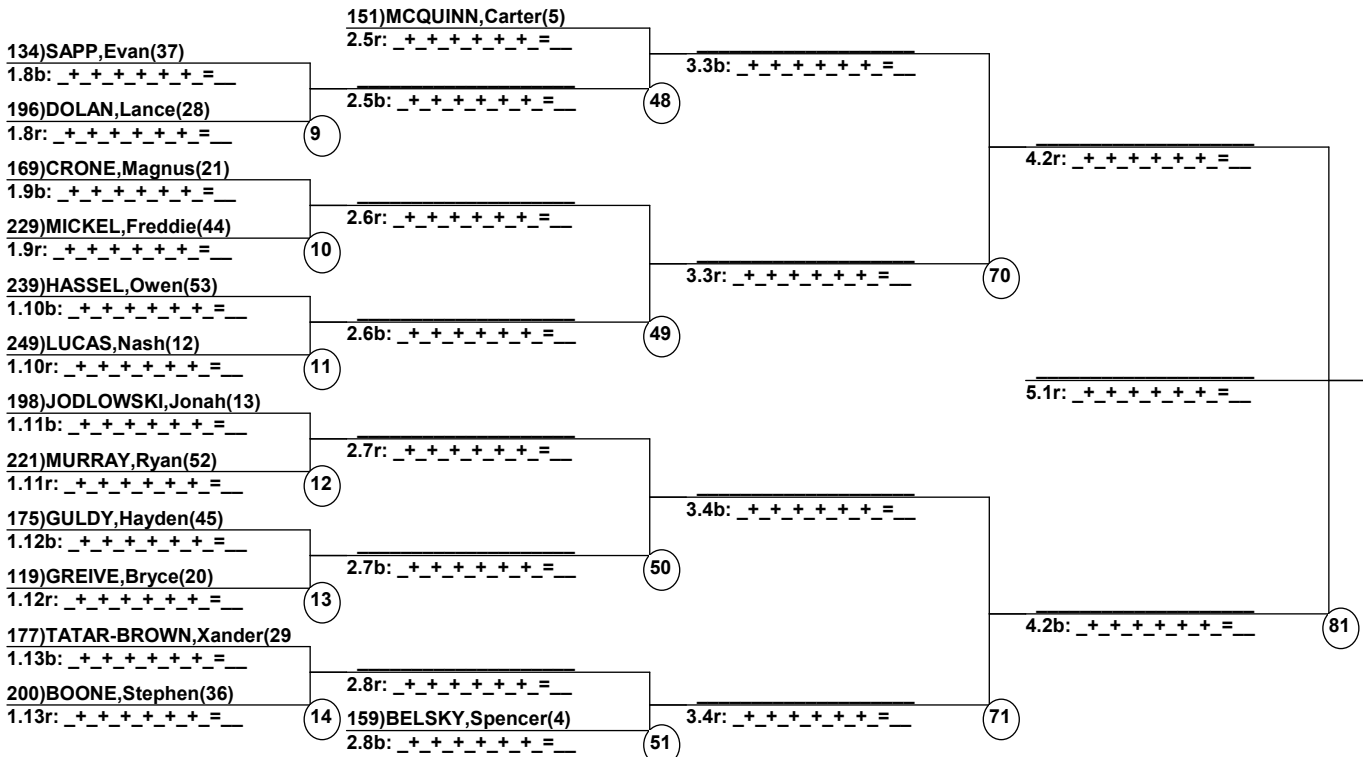 151)MCQUINN,Carter(5)
2.5r: _+_+_+_+_+_=__
134)SAPP,Evan(37)
1.8b: _+_+_+_+_+_=__
2.5b: _+_+_+_+_+_=__
48
3.3b: _+_+_+_+_+_=__
196)DOLAN,Lance(28)
1.8r: _+_+_+_+_+_=__
9
169)CRONE,Magnus(21)
1.9b: _+_+_+_+_+_=__
2.6r: _+_+_+_+_+_=__
4.2r: _+_+_+_+_+_=__
229)MICKEL,Freddie(44)
1.9r: _+_+_+_+_+_=__
10
3.3r: _+_+_+_+_+_=__
70
239)HASSEL,Owen(53)
1.10b: _+_+_+_+_+_=__
2.6b: _+_+_+_+_+_=__
49
249)LUCAS,Nash(12)
1.10r: _+_+_+_+_+_=__
11
5.1r: _+_+_+_+_+_=__
198)JODLOWSKI,Jonah(13)
1.11b: _+_+_+_+_+_=__
2.7r: _+_+_+_+_+_=__
221)MURRAY,Ryan(52)
1.11r: _+_+_+_+_+_=__
12
3.4b: _+_+_+_+_+_=__
175)GULDY,Hayden(45)
1.12b: _+_+_+_+_+_=__
2.7b: _+_+_+_+_+_=__
50
119)GREIVE,Bryce(20)
1.12r: _+_+_+_+_+_=__
13
4.2b: _+_+_+_+_+_=__
81
177)TATAR-BROWN,Xander(29
1.13b: _+_+_+_+_+_=__
2.8r: _+_+_+_+_+_=__
200)BOONE,Stephen(36)
1.13r: _+_+_+_+_+_=__
14
159)BELSKY,Spencer(4)
2.8b: _+_+_+_+_+_=__
51
3.4r: _+_+_+_+_+_=__
71